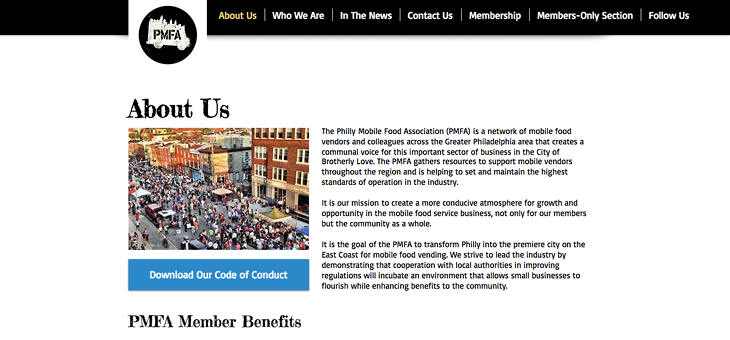 PMFA
About Us
Who We Are
In The News
Contact Us
Membership
Members-Only Section
Follow Us
About Us
The Philly Mobile Food Association (PMFA) is a network of mobile food
vendors and colleagues across the Greater Philadelphia area that creates a
communal voice for this important sector of business in the City of
Brotherly Love. The PMFA gathers resources to support mobile vendors
throughout the region and is helping to set and maintain the highest
standards of operation in the industry.
It is our mission to create a more conducive atmosphere for growth and
opportunity in the mobile food service business, not only for our members
but the community as a whole.
It is the goal of the PMFA to transform Philly into the premiere city on the
East Coast for mobile food vending. We strive to lead the industry by
demonstrating that cooperation with local authorities in improving
regulations will incubate an environment that allows small businesses to
flourish while enhancing benefits to the community.
Download Our Code of Conduct
PMFA Member Benefits